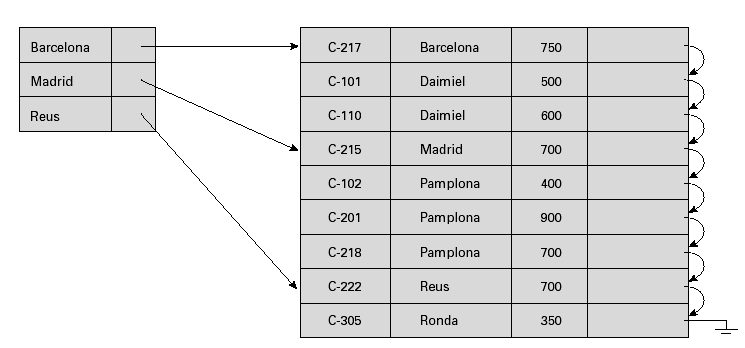 Barcelona
Madrid
Reus
C-217 Barcelona 750
C-101 Daimiel 500
C-110 Daimiel 600
C-215 Madrid 700
C-102 Pamplona 400
C-201 Pamplona 900
C-218 Pamplona 700
C-222 Reus 700
C-305 Ronda 350